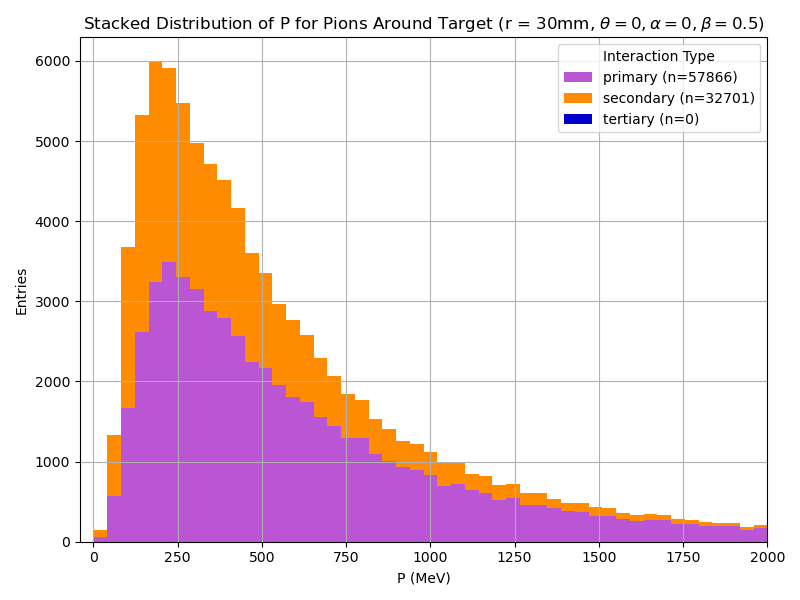 Stacked Distribution of P for Pions Around Target (r = 30mm, θ = 0, α = 0, β = 0.5)
Interaction Type
primary (n=57866)
secondary (n=32701)
tertiary (n=0)
Entries
6000
5000
4000
3000
2000
1000
0
0 250 500 750 1000 1250 1500 1750 2000
P (MeV)